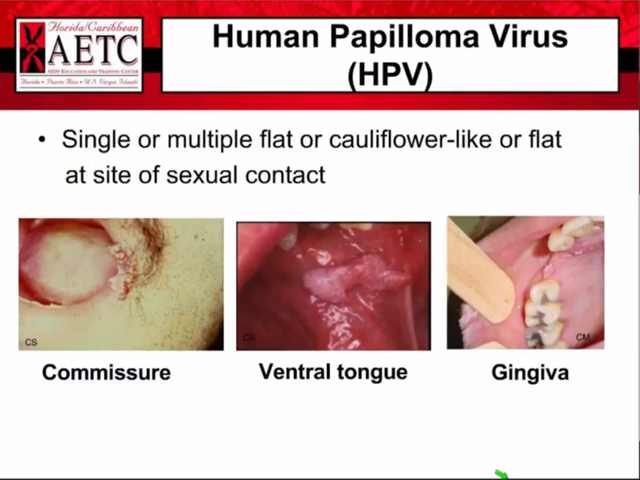 Florida/Caribbean
AETC
AIDS EDUCATION AND TRAINING CENTER
Florida • Puerto Rico • U.S. Virgin Islands
Human Papilloma Virus
(HPV)
• Single or multiple flat or cauliflower-like or flat
at site of sexual contact
CS
CS
CM
Commissure
Ventral tongue
Gingiva